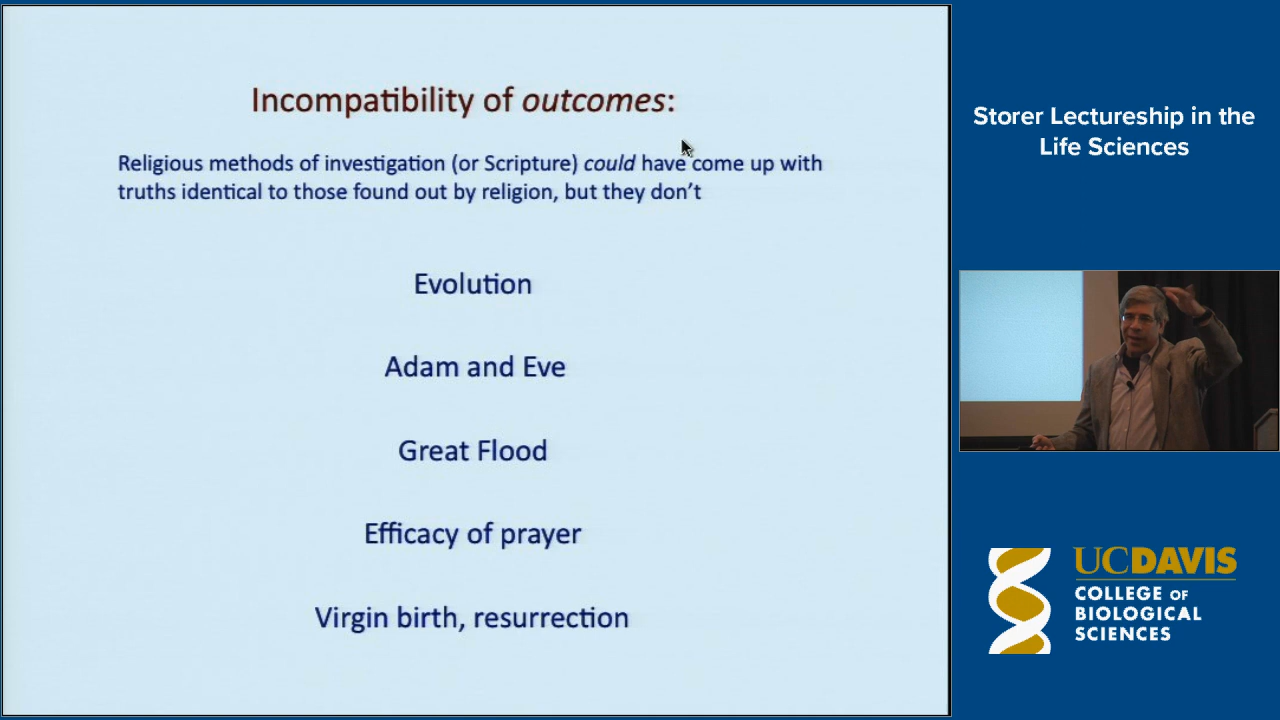 Incompatibility of outcomes:
Religious methods of investigation (or Scripture) could have come up with
truths identical to those found out by religion, but they don't
Evolution
Adam and Eve
Great Flood
Efficacy of prayer
Virgin birth, resurrection
Storer Lectureship in the
Life Sciences
UCDAVIS
COLLEGE OF
BIOLOGICAL
SCIENCES